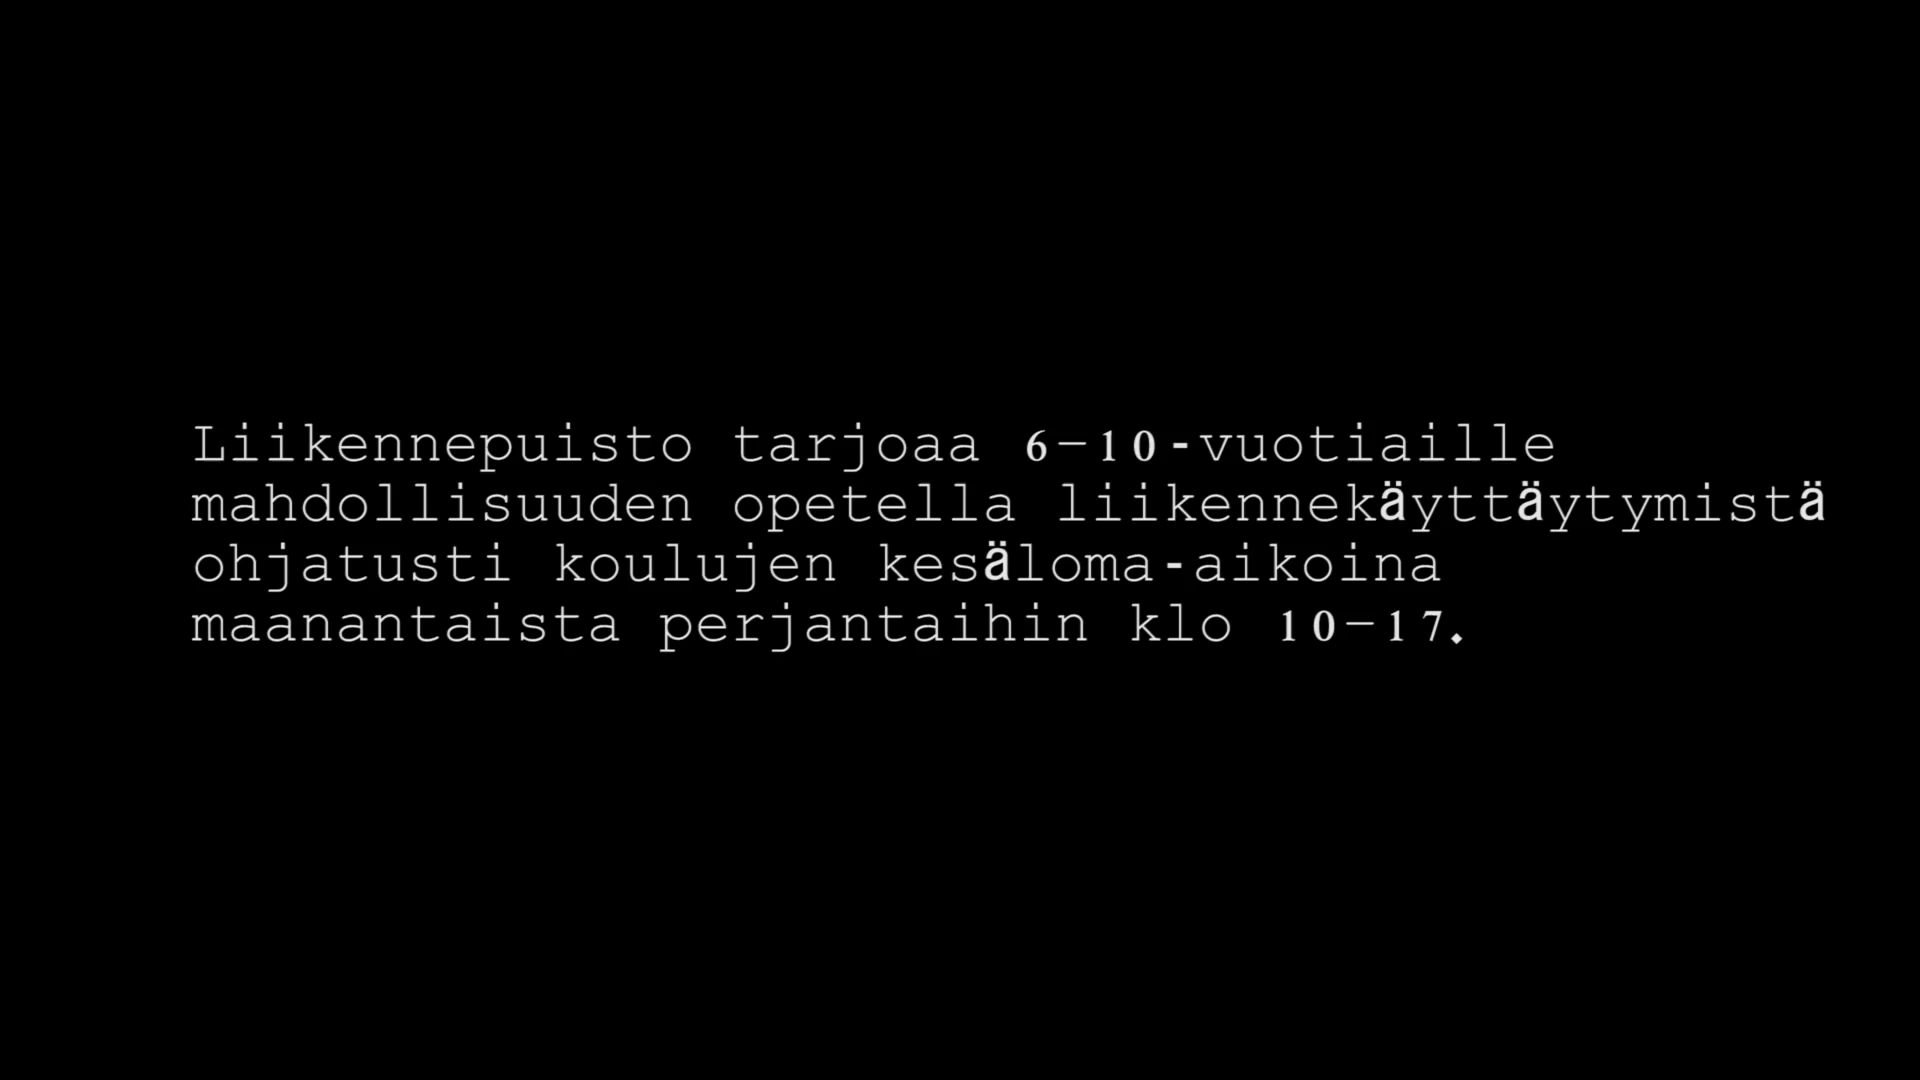 Liikennepuisto tarjoaa 6–10-vuotiaille
mahdollisuuden opetella liikennekäyttäytymistä
ohjatusti koulujen kesäloma-aikoina
maanantaista perjantaihin klo 10–17.